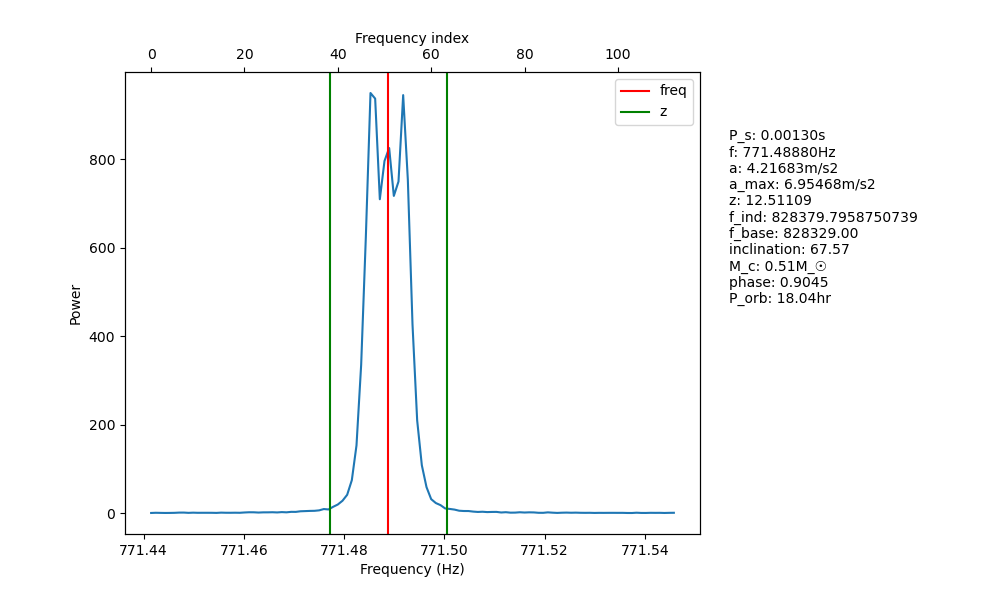 Frequency index
0 20 40 60 80 100
freq
z
800
600
400
200
0
Power
771.44 771.46 771.48 771.50 771.52 771.54
Frequency (Hz)
P_s: 0.00130s
f: 771.48880Hz
a: 4.21683m/s2
a_max: 6.95468m/s2
z: 12.51109
f_ind: 828379.7958750739
f_base: 828329.00
inclination: 67.57
M_c: 0.51M_☉
phase: 0.9045
P_orb: 18.04hr